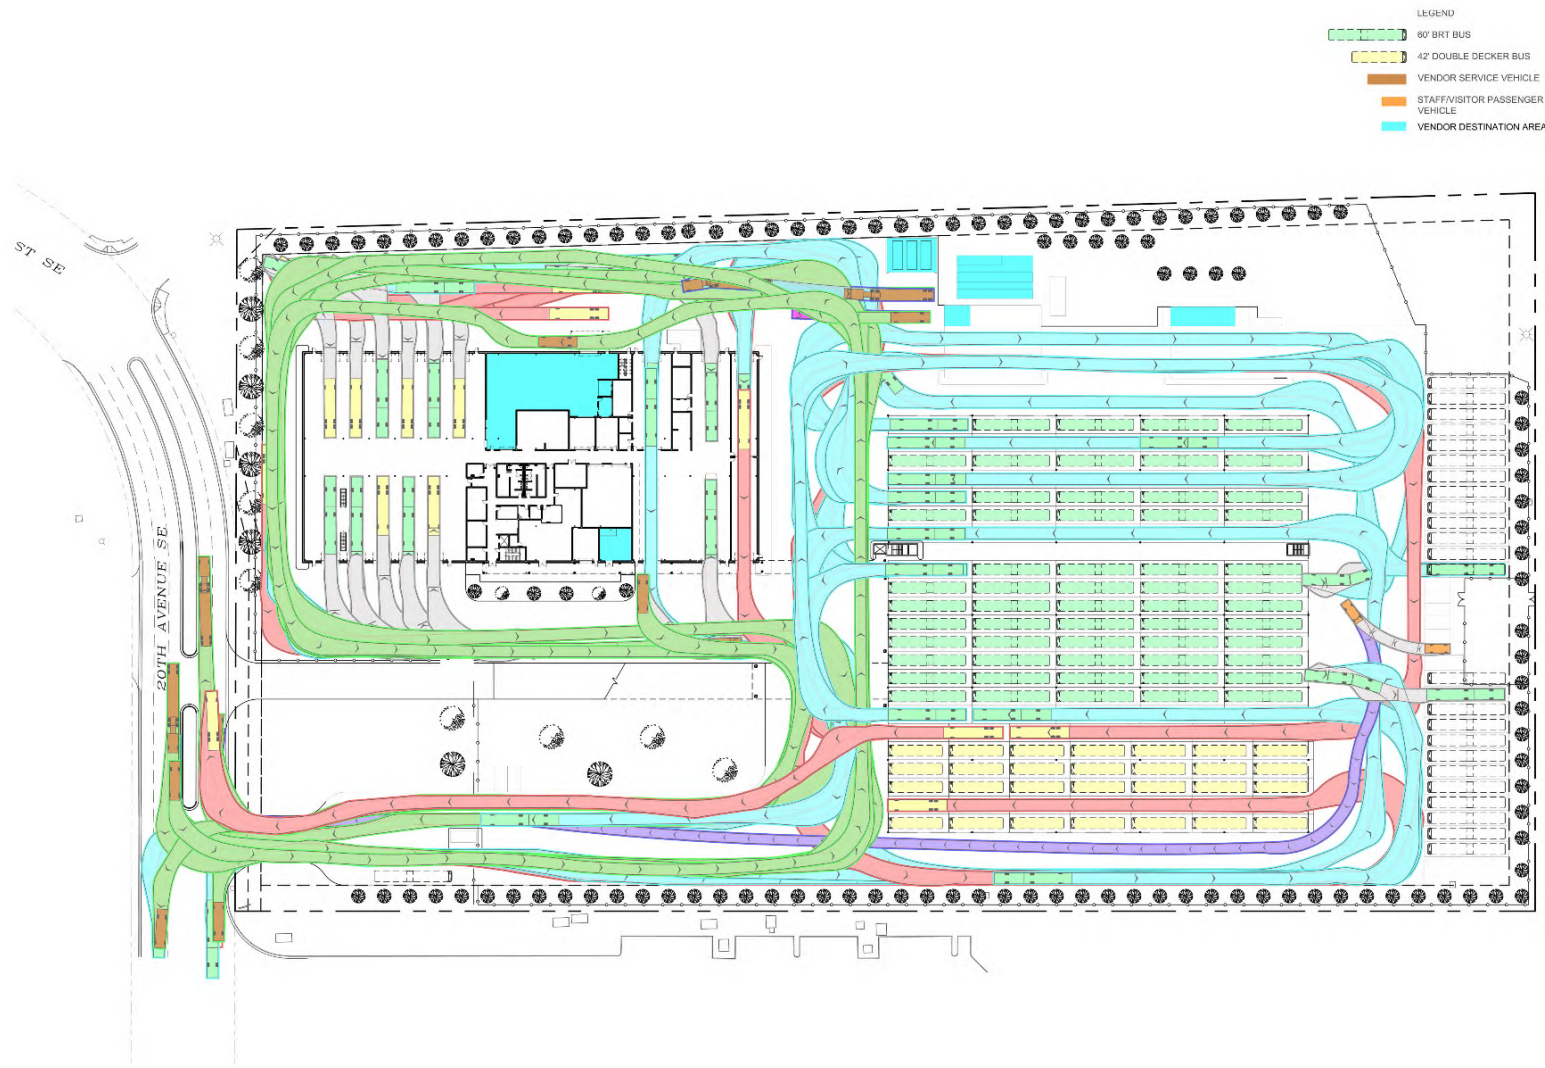 LEGEND
60' BRT BUS
42' DOUBLE DECKER BUS
VENDOR SERVICE VEHICLE
STAFF/VISITOR PASSENGER
VEHICLE
VENDOR DESTINATION AREA
ST SE
20TH AVENUE SE